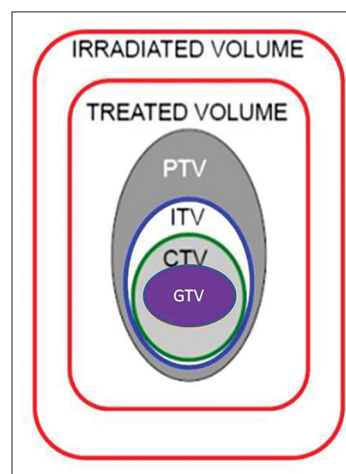 IRRADIATED VOLUME
TREATED VOLUME
PTV
ITV
CTV
GTV